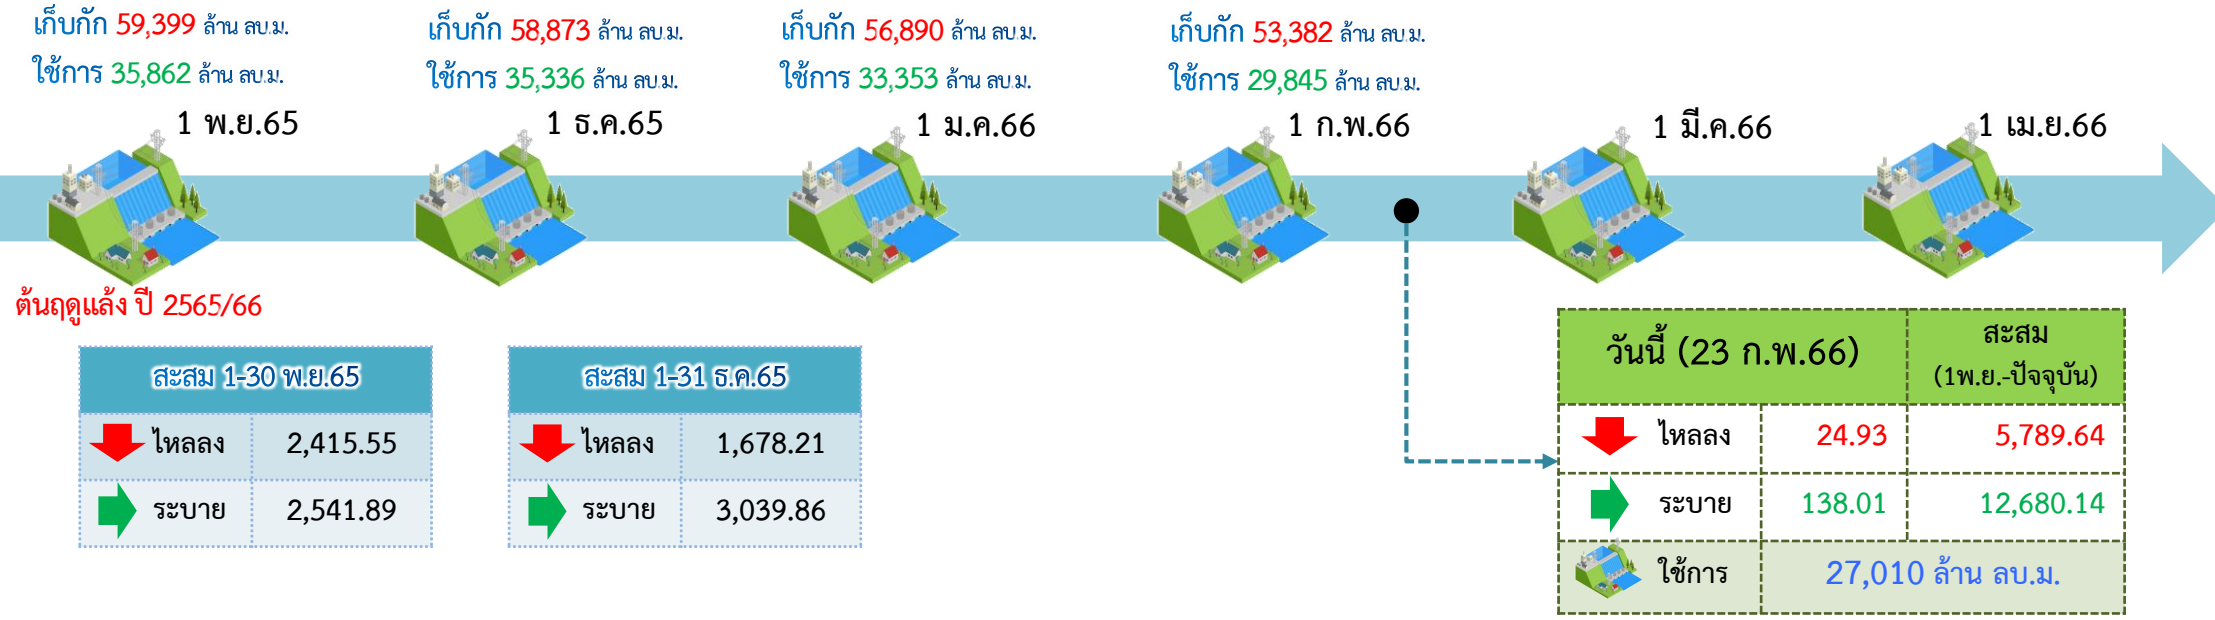 เก็บกัก 59,399 ล้าน ลบ.ม.
ใช้การ 35,862 ล้าน ลบ.ม.
1 พ.ย.65
เก็บกัก 58,873 ล้าน ลบ.ม.
ใช้การ 35,336 ล้าน ลบ.ม.
1 ธ.ค.65
เก็บกัก 56,890 ล้าน ลบ.ม.
ใช้การ 33,353 ล้าน ลบ.ม.
1 ม.ค.66
เก็บกัก 53,382 ล้าน ลบ.ม.
ใช้การ 29,845 ล้าน ลบ.ม.
1 ก.พ.66
1 มี.ค.66
1 เม.ย.66
ต้นฤดูแล้ง ปี 2565/66
สะสม 1-30 พ.ย.65
ไหลลง 2,415.55
ระบาย 2,541.89
สะสม 1-31 ธ.ค.65
ไหลลง 1,678.21
ระบาย 3,039.86
วันนี้ (23 ก.พ.66)
สะสม
(1พ.ย.-ปัจจุบัน)
ไหลลง 24.93 5,789.64
ระบาย 138.01 12,680.14
ใช้การ 27,010 ล้าน ลบ.ม.